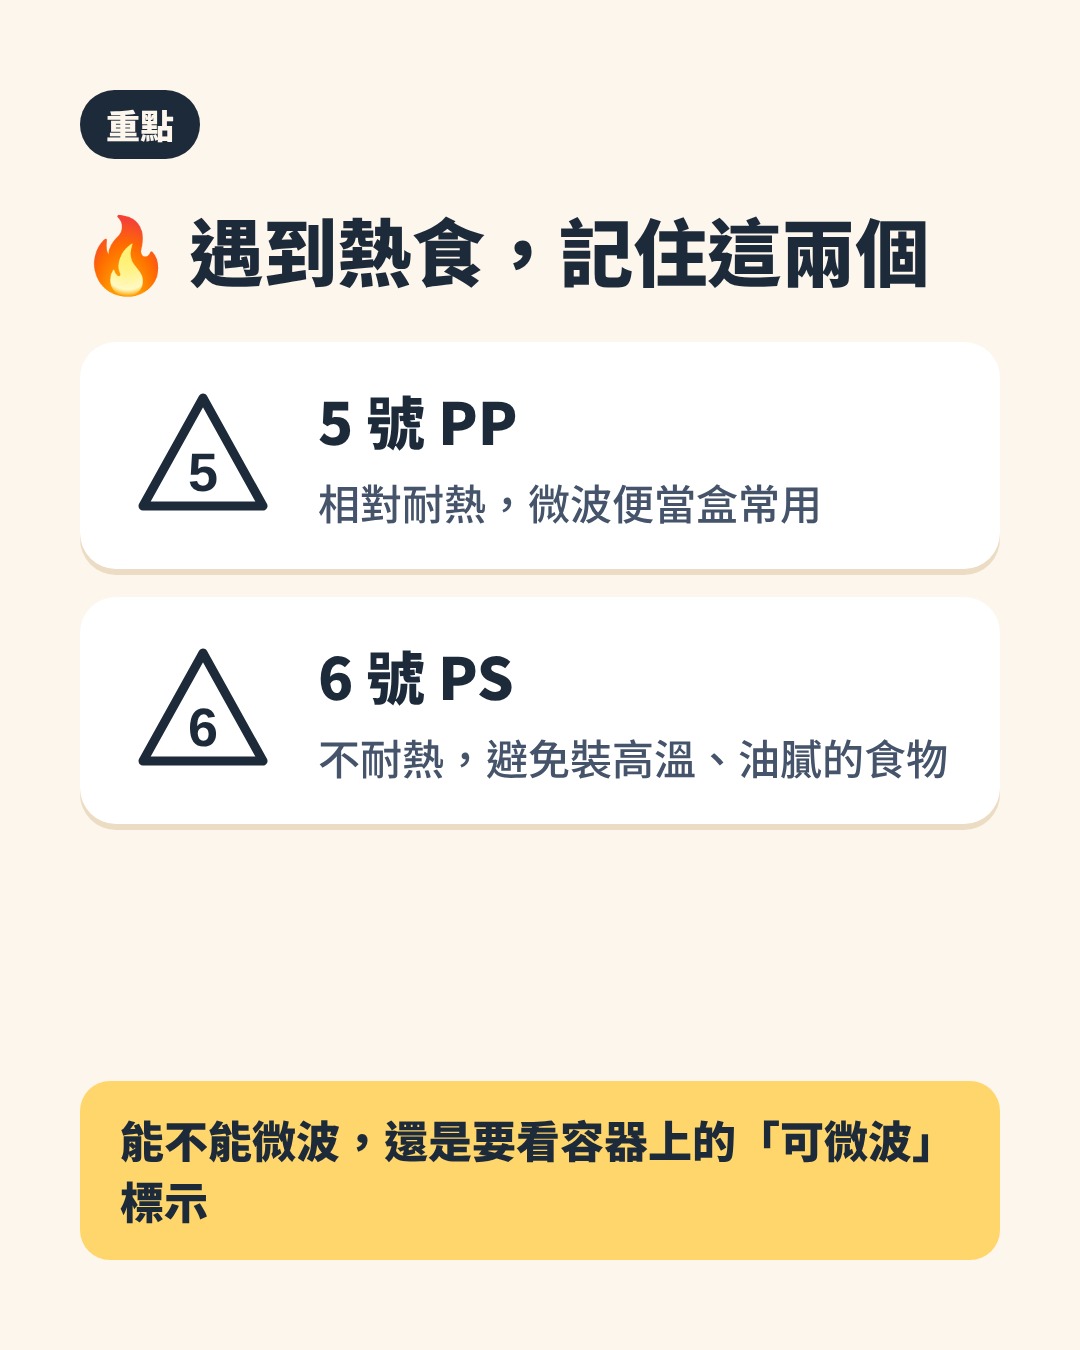 重點
🔥 遇到熱食，記住這兩個
5
5 號 PP
相對耐熱，微波便當盒常用
6
6 號 PS
不耐熱，避免裝高溫、油膩的食物
能不能微波，還是要看容器上的「可微波」
標示